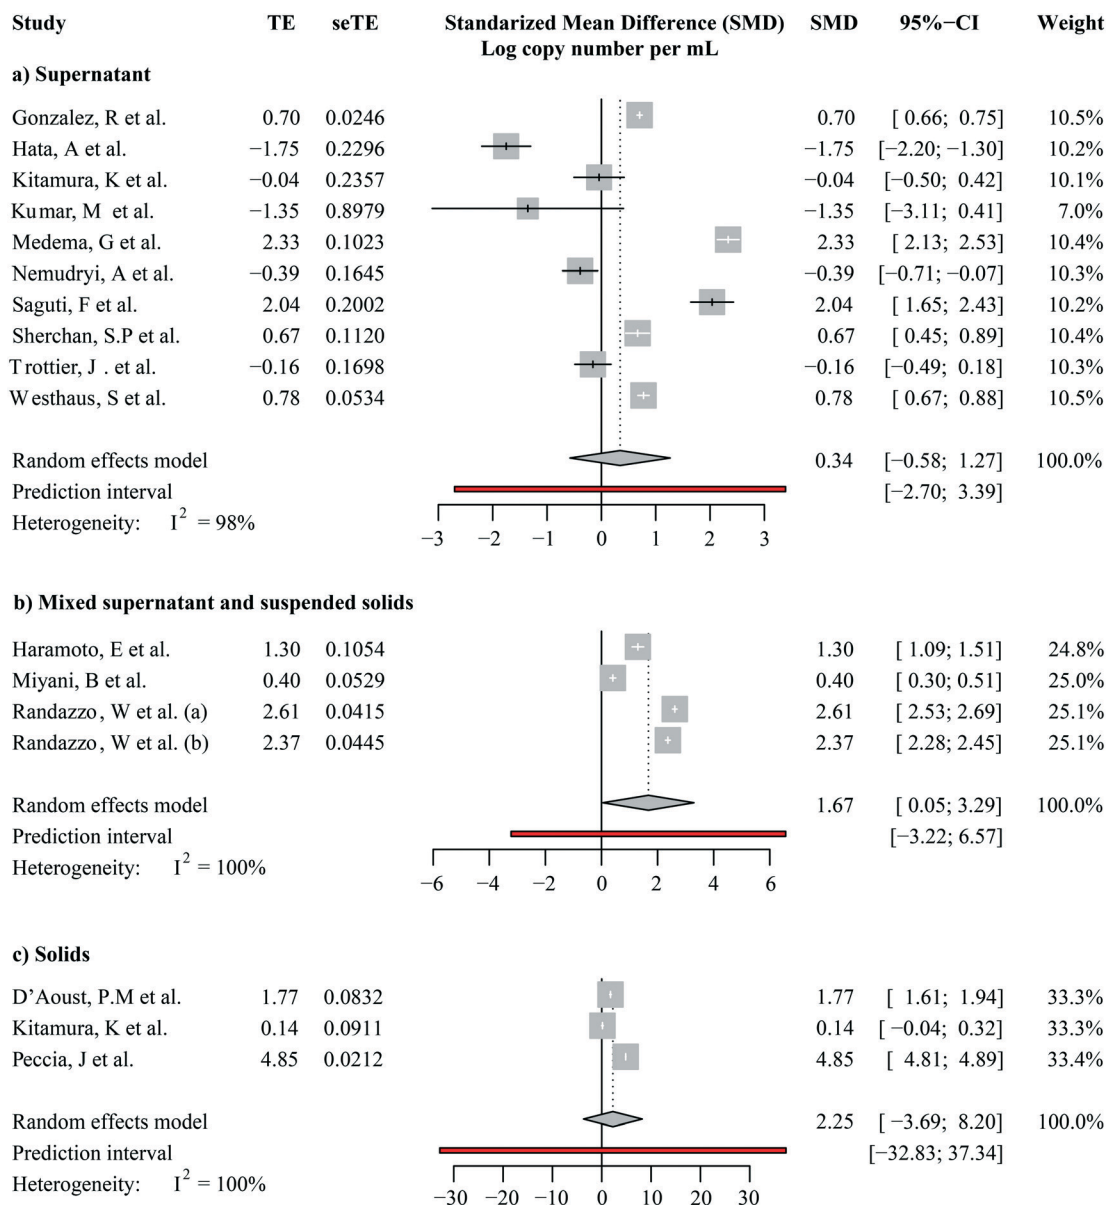 Study TE seTE Standarized Mean Difference (SMD) SMD 95%−CI Weight
Log copy number per mL
a) Supernatant
Gonzalez, R et al. 0.70 0.0246 0.70 [ 0.66; 0.75] 10.5%
Hata, A et al. −1.75 0.2296 −1.75 [−2.20; −1.30] 10.2%
Kitamura, K et al. −0.04 0.2357 −0.04 [−0.50; 0.42] 10.1%
Kumar, M et al. −1.35 0.8979 −1.35 [−3.11; 0.41] 7.0%
Medema, G et al. 2.33 0.1023 2.33 [ 2.13; 2.53] 10.4%
Nemudryi, A et al. −0.39 0.1645 −0.39 [−0.71; −0.07] 10.3%
Saguti, F et al. 2.04 0.2002 2.04 [ 1.65; 2.43] 10.2%
Sherchan, S.P et al. 0.67 0.1120 0.67 [ 0.45; 0.89] 10.4%
Trottier, J . et al. −0.16 0.1698 −0.16 [−0.49; 0.18] 10.3%
Westhaus, S et al. 0.78 0.0534 0.78 [ 0.67; 0.88] 10.5%
Random effects model 0.34 [−0.58; 1.27] 100.0%
Prediction interval [−2.70; 3.39]
Heterogeneity: I² = 98%
−3 −2 −1 0 1 2 3
b) Mixed supernatant and suspended solids
Haramoto, E et al. 1.30 0.1054 1.30 [ 1.09; 1.51] 24.8%
Miyani, B et al. 0.40 0.0529 0.40 [ 0.30; 0.51] 25.0%
Randazzo, W et al. (a) 2.61 0.0415 2.61 [ 2.53; 2.69] 25.1%
Randazzo, W et al. (b) 2.37 0.0445 2.37 [ 2.28; 2.45] 25.1%
Random effects model 1.67 [ 0.05; 3.29] 100.0%
Prediction interval [−3.22; 6.57]
Heterogeneity: I² = 100%
−6 −4 −2 0 2 4 6
c) Solids
D’Aoust, P.M et al. 1.77 0.0832 1.77 [ 1.61; 1.94] 33.3%
Kitamura, K et al. 0.14 0.0911 0.14 [ −0.04; 0.32] 33.3%
Peccia, J et al. 4.85 0.0212 4.85 [ 4.81; 4.89] 33.4%
Random effects model 2.25 [ −3.69; 8.20] 100.0%
Prediction interval [−32.83; 37.34]
Heterogeneity: I² = 100%
−30 −20 −10 0 10 20 30